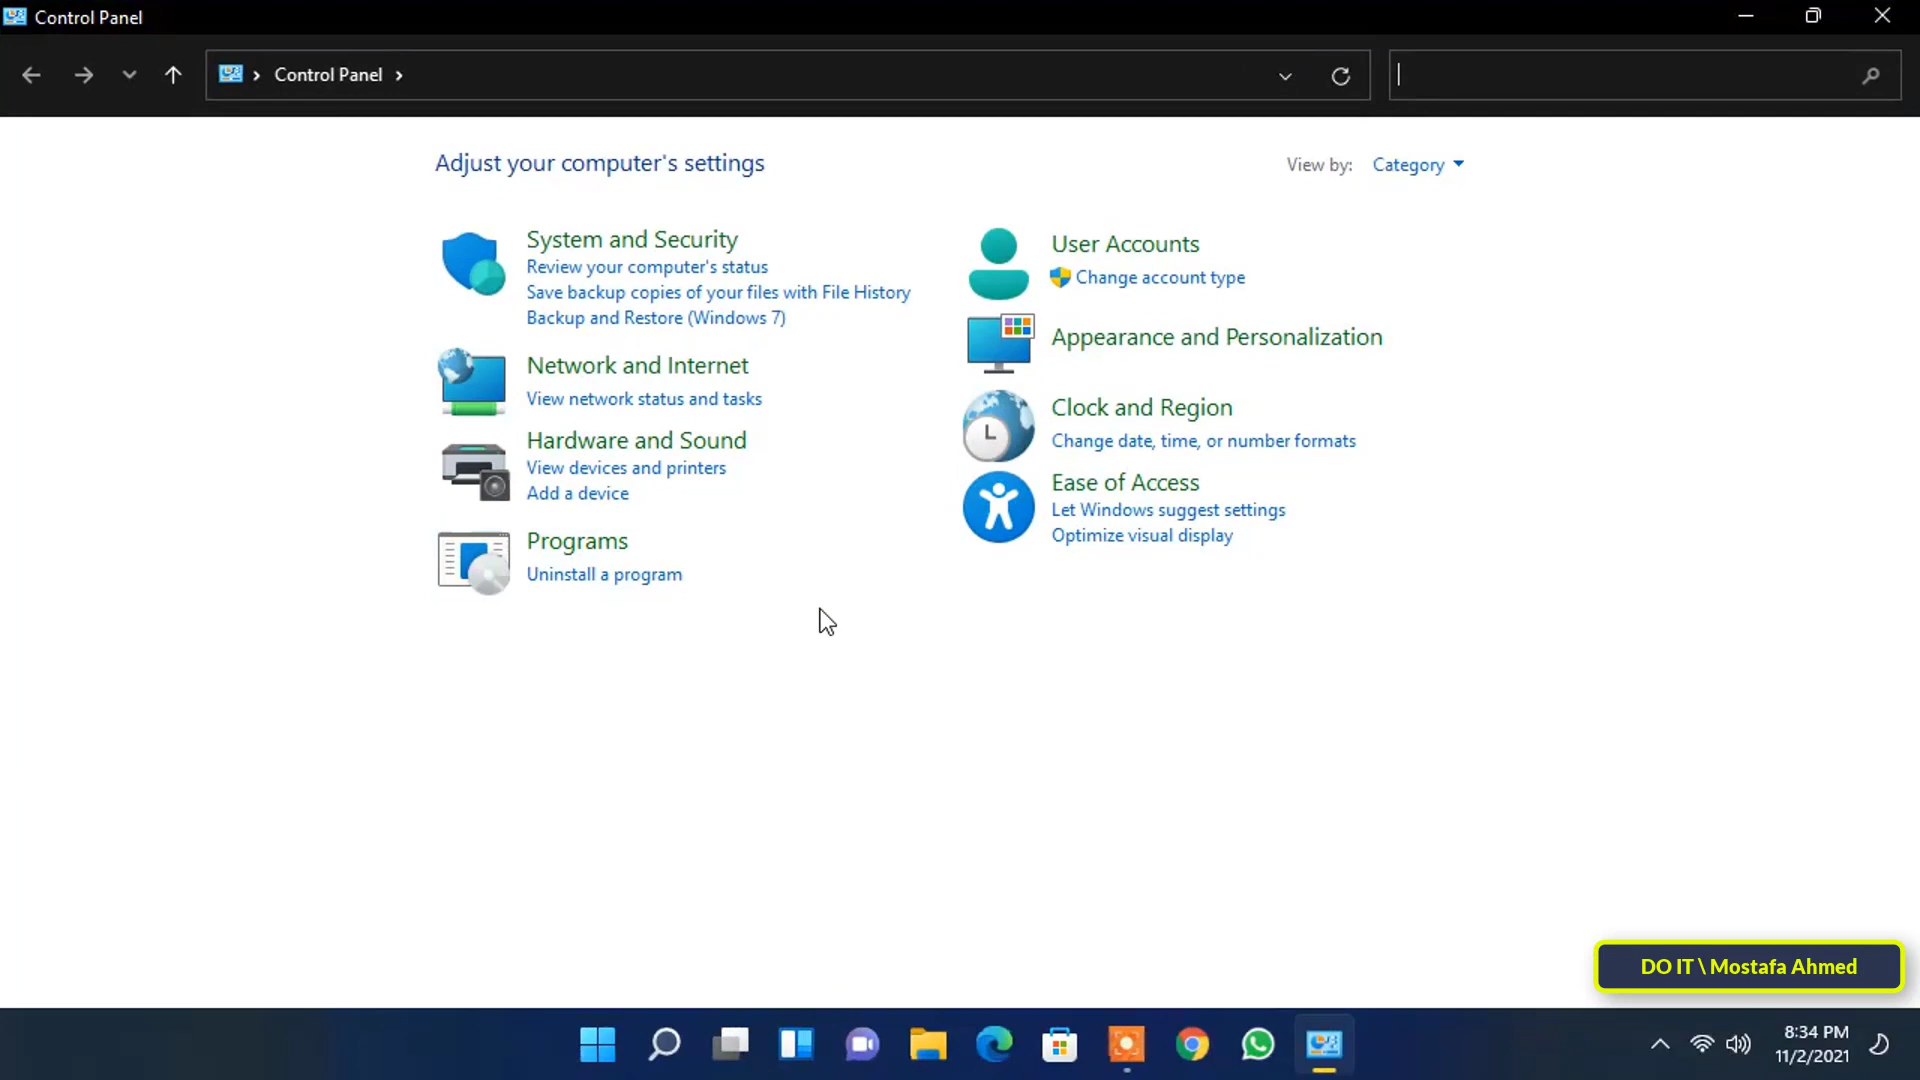 Control Panel
Control Panel
Adjust your computer's settings
View by: Category
System and Security
Review your computer's status
Save backup copies of your files with File History
Backup and Restore (Windows 7)
Network and Internet
View network status and tasks
Hardware and Sound
View devices and printers
Add a device
Programs
Uninstall a program
User Accounts
Change account type
Appearance and Personalization
Clock and Region
Change date, time, or number formats
Ease of Access
Let Windows suggest settings
Optimize visual display
DO IT \ Mostafa Ahmed
8:34 PM
11/2/2021